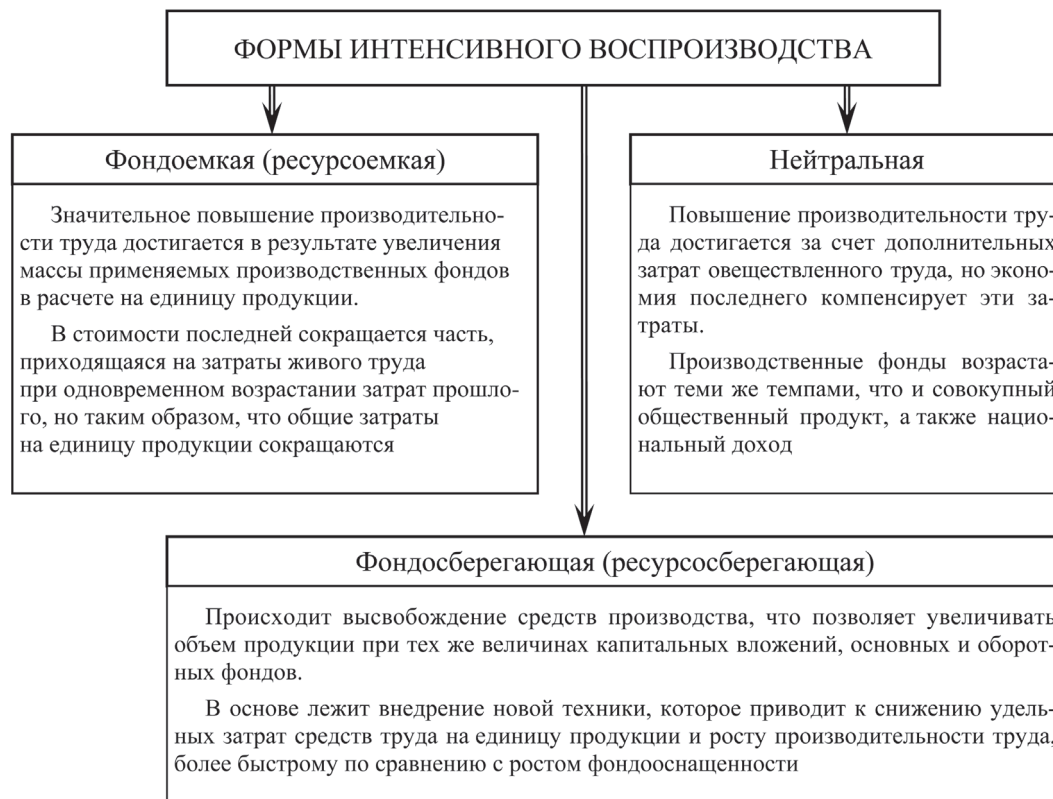 ФОРМЫ ИНТЕНСИВНОГО ВОСПРОИЗВОДСТВА
Фондоемкая (ресурсоемкая)
Значительное повышение производительно-
сти труда достигается в результате увеличения
массы применяемых производственных фондов
в расчете на единицу продукции.
В стоимости последней сокращается часть,
приходящаяся на затраты живого труда
при одновременном возрастании затрат прошло-
го, но таким образом, что общие затраты
на единицу продукции сокращаются
Нейтральная
Повышение производительности тру-
да достигается за счет дополнительных
затрат овеществленного труда, но эконо-
мия последнего компенсирует эти за-
траты.
Производственные фонды возраста-
ют теми же темпами, что и совокупный
общественный продукт, а также нацио-
нальный доход
Фондосберегающая (ресурсосберегающая)
Происходит высвобождение средств производства, что позволяет увеличивать
объем продукции при тех же величинах капитальных вложений, основных и оборот-
ных фондов.
В основе лежит внедрение новой техники, которое приводит к снижению удель-
ных затрат средств труда на единицу продукции и росту производительности труда,
более быстрому по сравнению с ростом фондооснащенности